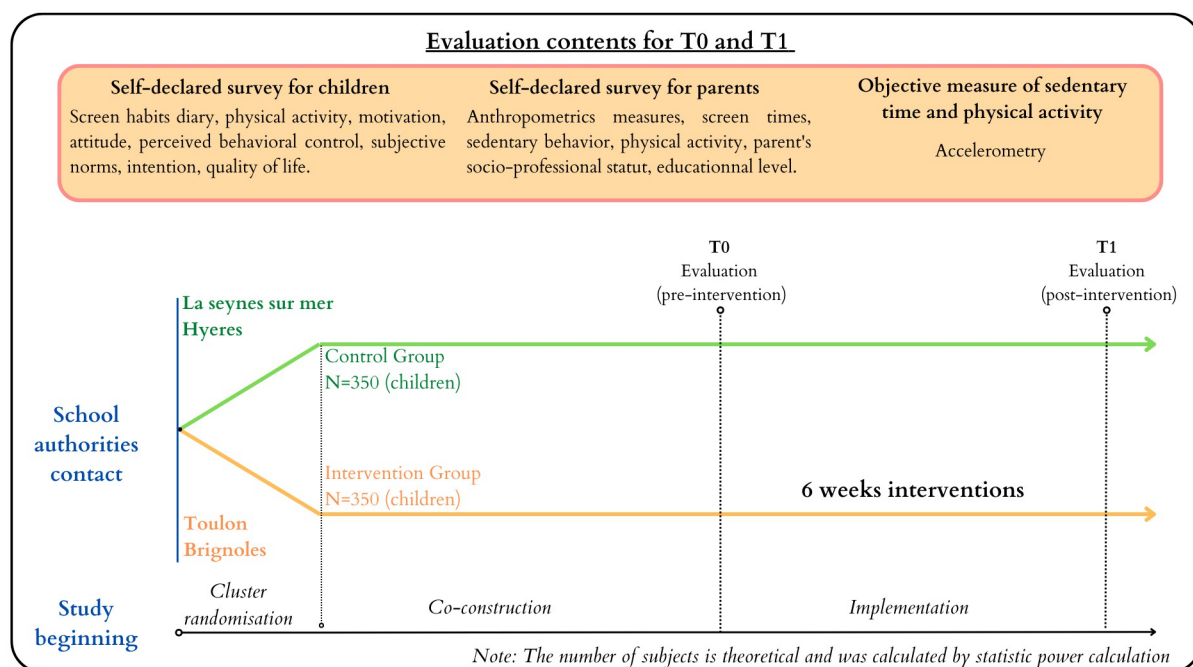 Evaluation contents for T0 and T1
Self-declared survey for children
Screen habits diary, physical activity, motivation,
attitude, perceived behavioral control, subjective
norms, intention, quality of life.
Self-declared survey for parents
Anthropometrics measures, screen times,
sedentary behavior, physical activity, parent's
socio-professional statut, educationnal level.
Objective measure of sedentary
time and physical activity
Accelerometry
T0
Evaluation
(pre-intervention)
T1
Evaluation
(post-intervention)
La seynes sur mer
Hyeres
Control Group
N=350 (children)
School
authorities
contact
Intervention Group
N=350 (children)
6 weeks interventions
Toulon
Brignoles
Study
beginning
Cluster
randomisation
Co-construction
Implementation
Note: The number of subjects is theoretical and was calculated by statistic power calculation